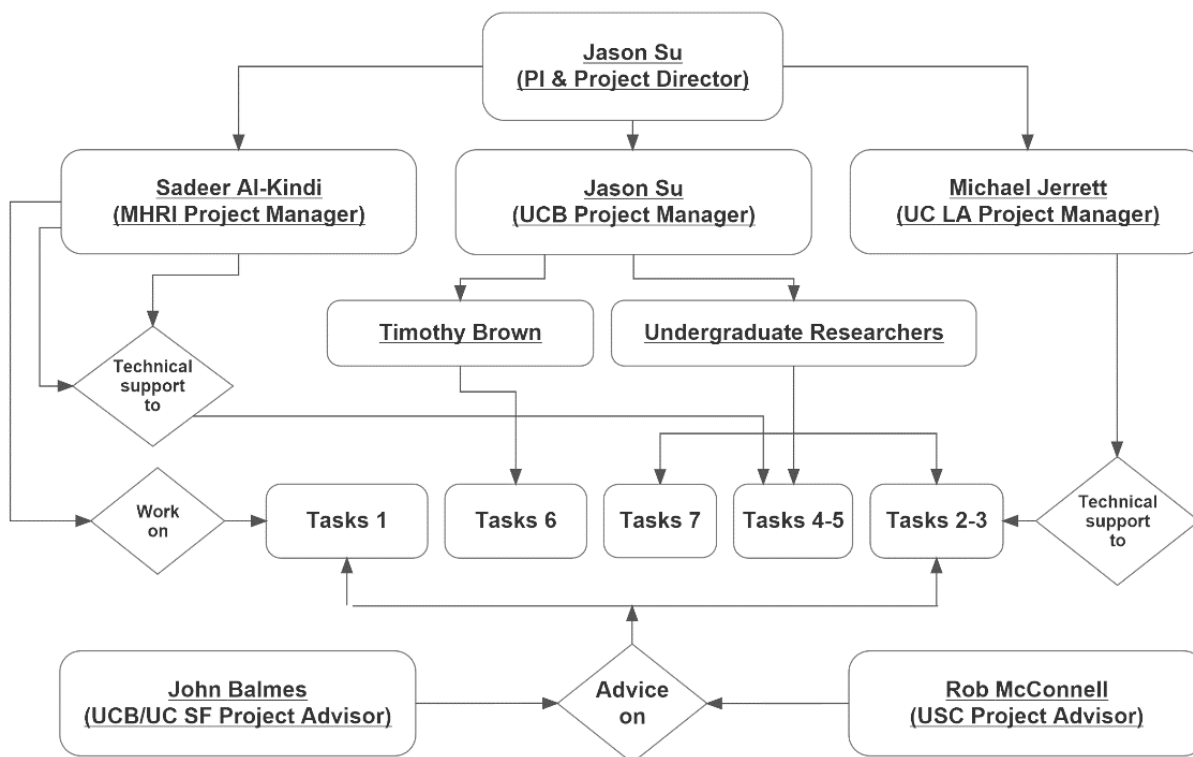 Jason Su
(PI & Project Director)
Sadeer Al-Kindi
(MHRI Project Manager)
Jason Su
(UCB Project Manager)
Michael Jerrett
(UC LA Project Manager)
Timothy Brown
Undergraduate Researchers
Technical
support
to
Work
on
Tasks 1
Tasks 6
Tasks 7
Tasks 4-5
Tasks 2-3
Technical
support
to
John Balmes
(UCB/UC SF Project Advisor)
Advice
on
Rob McConnell
(USC Project Advisor)